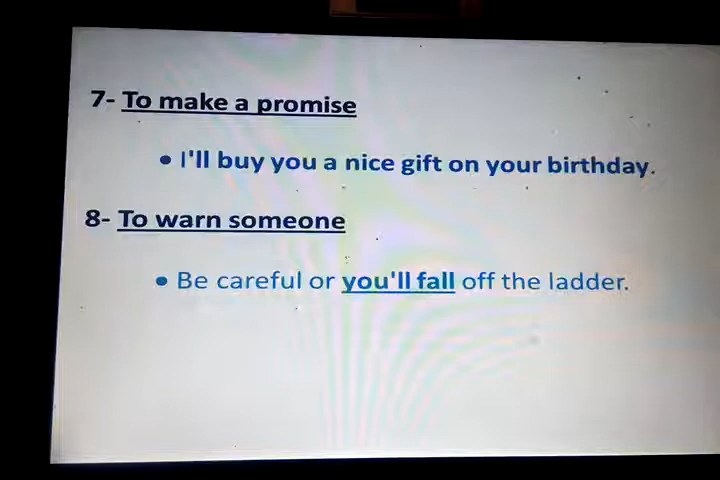 7- To make a promise
• I'll buy you a nice gift on your birthday.
8- To warn someone
• Be careful or you'll fall off the ladder.